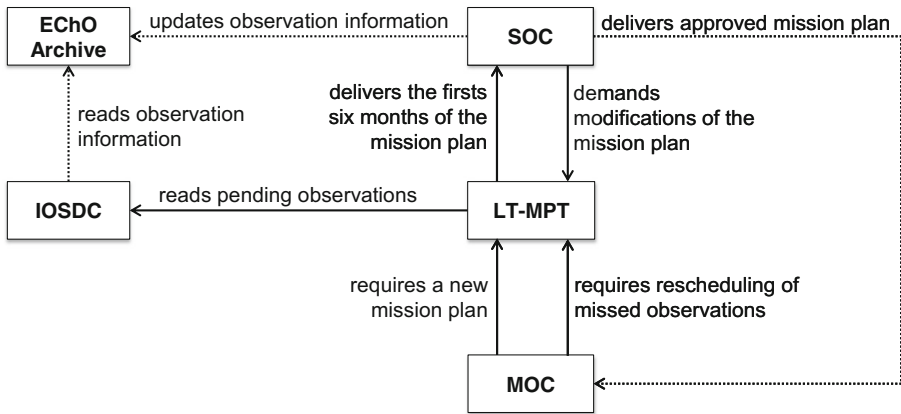 EChO
Archive
updates observation information
SOC
delivers approved mission plan
reads observation
information
delivers the firsts
six months of the
mission plan
demands
modifications of the
mission plan
IOSDC
reads pending observations
LT-MPT
requires a new
mission plan
requires rescheduling of
missed observations
MOC